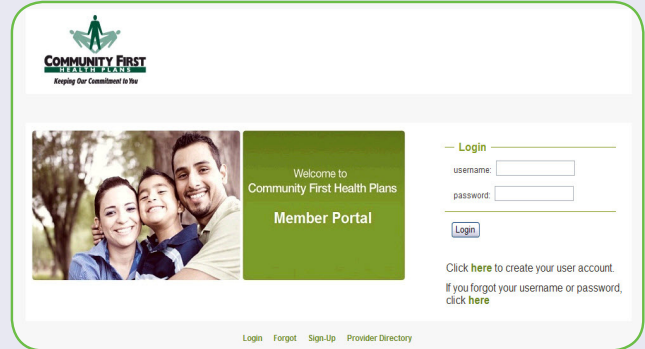 COMMUNITY FIRST
HEALTH PLANS
Keeping Our Commitment to You
Welcome to
Community First Health Plans
Member Portal
Login
username:
password:
Login
Click here to create your user account.
If you forgot your username or password,
click here
Login Forgot Sign-Up Provider Directory